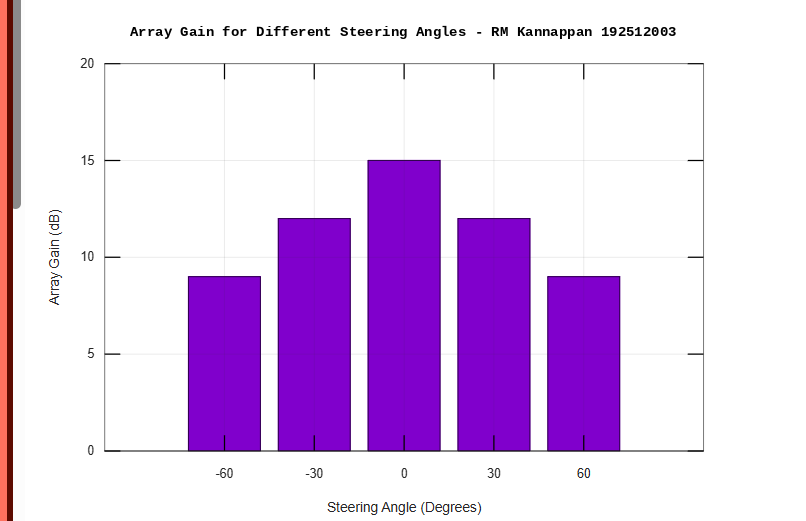 Array Gain for Different Steering Angles - RM Kannappan 192512003
20
15
10
5
0
Array Gain (dB)
-60 -30 0 30 60
Steering Angle (Degrees)